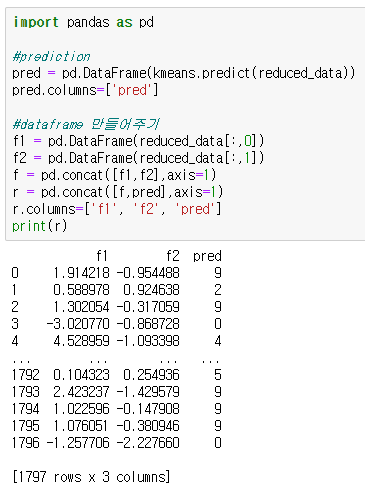 import pandas as pd
#prediction
pred = pd.DataFrame(kmeans.predict(reduced_data))
pred.columns=['pred']
#dataframe 만들어주기
f1 = pd.DataFrame(reduced_data[:,0])
f2 = pd.DataFrame(reduced_data[:,1])
f = pd.concat([f1,f2],axis=1)
r = pd.concat([f,pred],axis=1)
r.columns=['f1', 'f2', 'pred']
print(r)
f1 f2 pred
0 1.914218 -0.954488 9
1 0.588978 0.924638 2
2 1.302054 -0.317059 9
3 -3.020770 -0.868728 0
4 4.528959 -1.093398 4
... ... ... ...
1792 0.104323 0.254936 5
1793 2.423237 -1.429579 9
1794 1.022596 -0.147908 9
1795 1.076051 -0.380946 9
1796 -1.257706 -2.227660 0
[1797 rows x 3 columns]